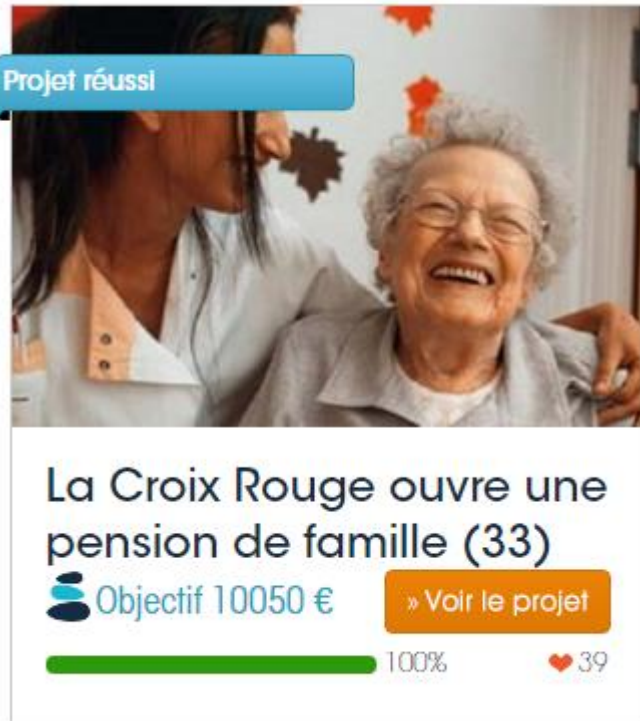 Projet réussi
La Croix Rouge ouvre une
pension de famille (33)
Objectif 10050 €
» Voir le projet
100%
39